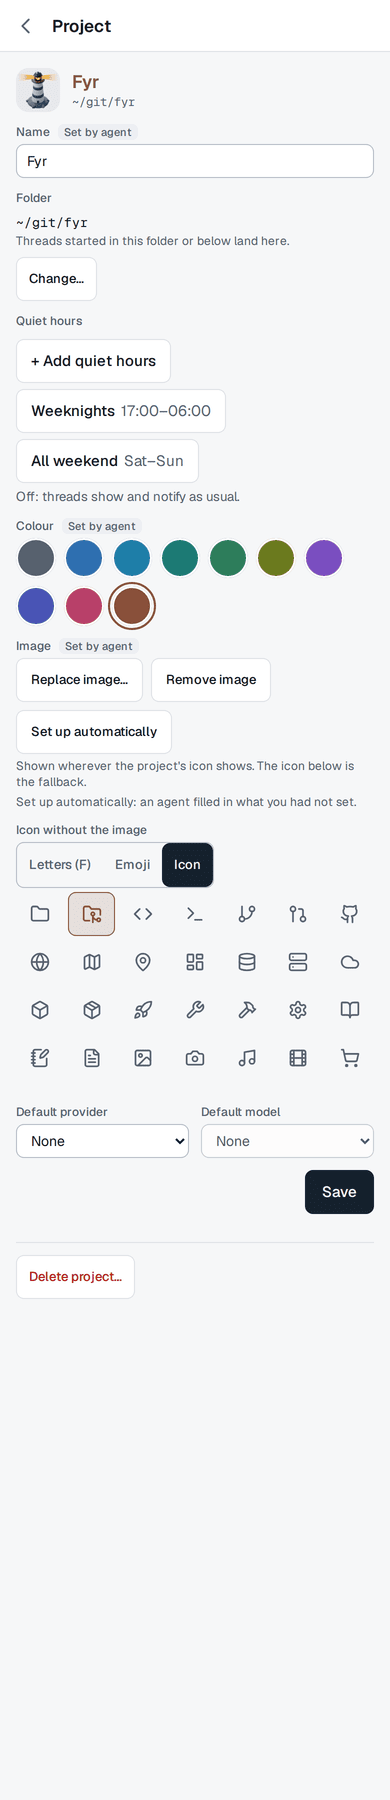 Project
Fyr
~/git/fyr
Name Set by agent
Fyr
Folder
~/git/fyr
Threads started in this folder or below land here.
Change…
Quiet hours
+ Add quiet hours
Weeknights 17:00–06:00
All weekend Sat–Sun
Off: threads show and notify as usual.
Colour Set by agent
Image Set by agent
Replace image… Remove image
Set up automatically
Shown wherever the project's icon shows. The icon below is
the fallback.
Set up automatically: an agent filled in what you had not set.
Icon without the image
Letters (F) Emoji Icon
Default provider Default model
None None
Save
Delete project…